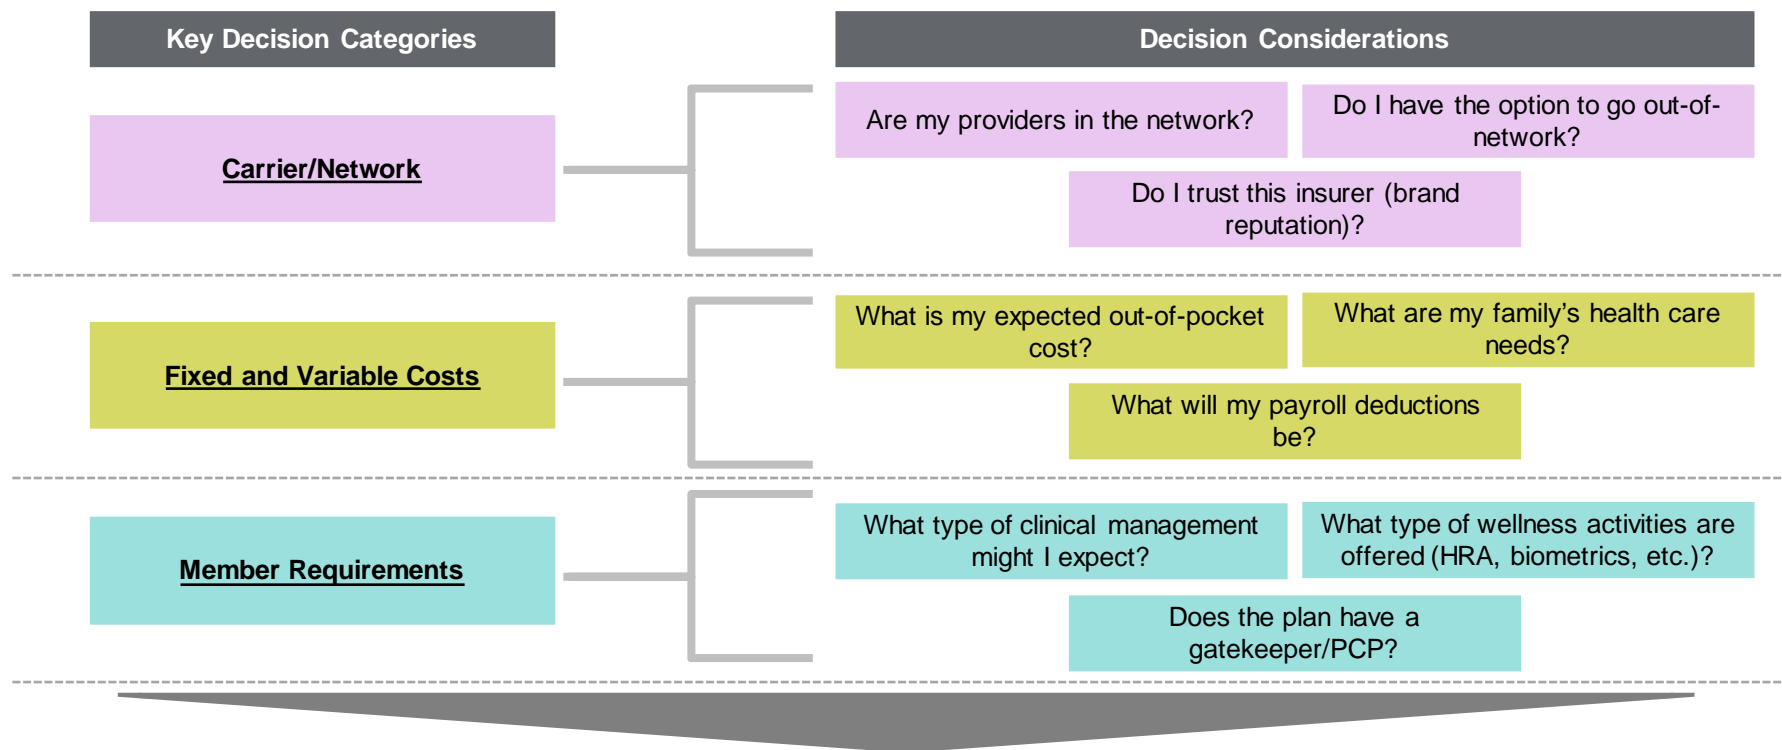 Key Decision Categories
Decision Considerations
Carrier/Network
Are my providers in the network?
Do I have the option to go out-of-
network?
Do I trust this insurer (brand
reputation)?
Fixed and Variable Costs
What is my expected out-of-pocket
cost?
What are my family’s health care
needs?
What will my payroll deductions
be?
Member Requirements
What type of clinical management
might I expect?
What type of wellness activities are
offered (HRA, biometrics, etc.)?
Does the plan have a
gatekeeper/PCP?